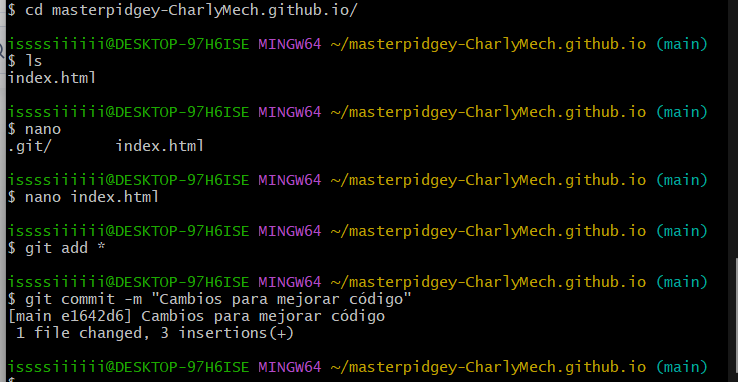 $ cd masterpidgey-CharlyMech.github.io/
issssiiiiii@DESKTOP-97H6ISE MINGW64 ~/masterpidgey-CharlyMech.github.io (main)
$ ls
index.html
issssiiiiii@DESKTOP-97H6ISE MINGW64 ~/masterpidgey-CharlyMech.github.io (main)
$ nano
.git/       index.html
issssiiiiii@DESKTOP-97H6ISE MINGW64 ~/masterpidgey-CharlyMech.github.io (main)
$ nano index.html
issssiiiiii@DESKTOP-97H6ISE MINGW64 ~/masterpidgey-CharlyMech.github.io (main)
$ git add *
issssiiiiii@DESKTOP-97H6ISE MINGW64 ~/masterpidgey-CharlyMech.github.io (main)
$ git commit -m "Cambios para mejorar código"
[main e1642d6] Cambios para mejorar código
 1 file changed, 3 insertions(+)
issssiiiiii@DESKTOP-97H6ISE MINGW64 ~/masterpidgey-CharlyMech.github.io (main)